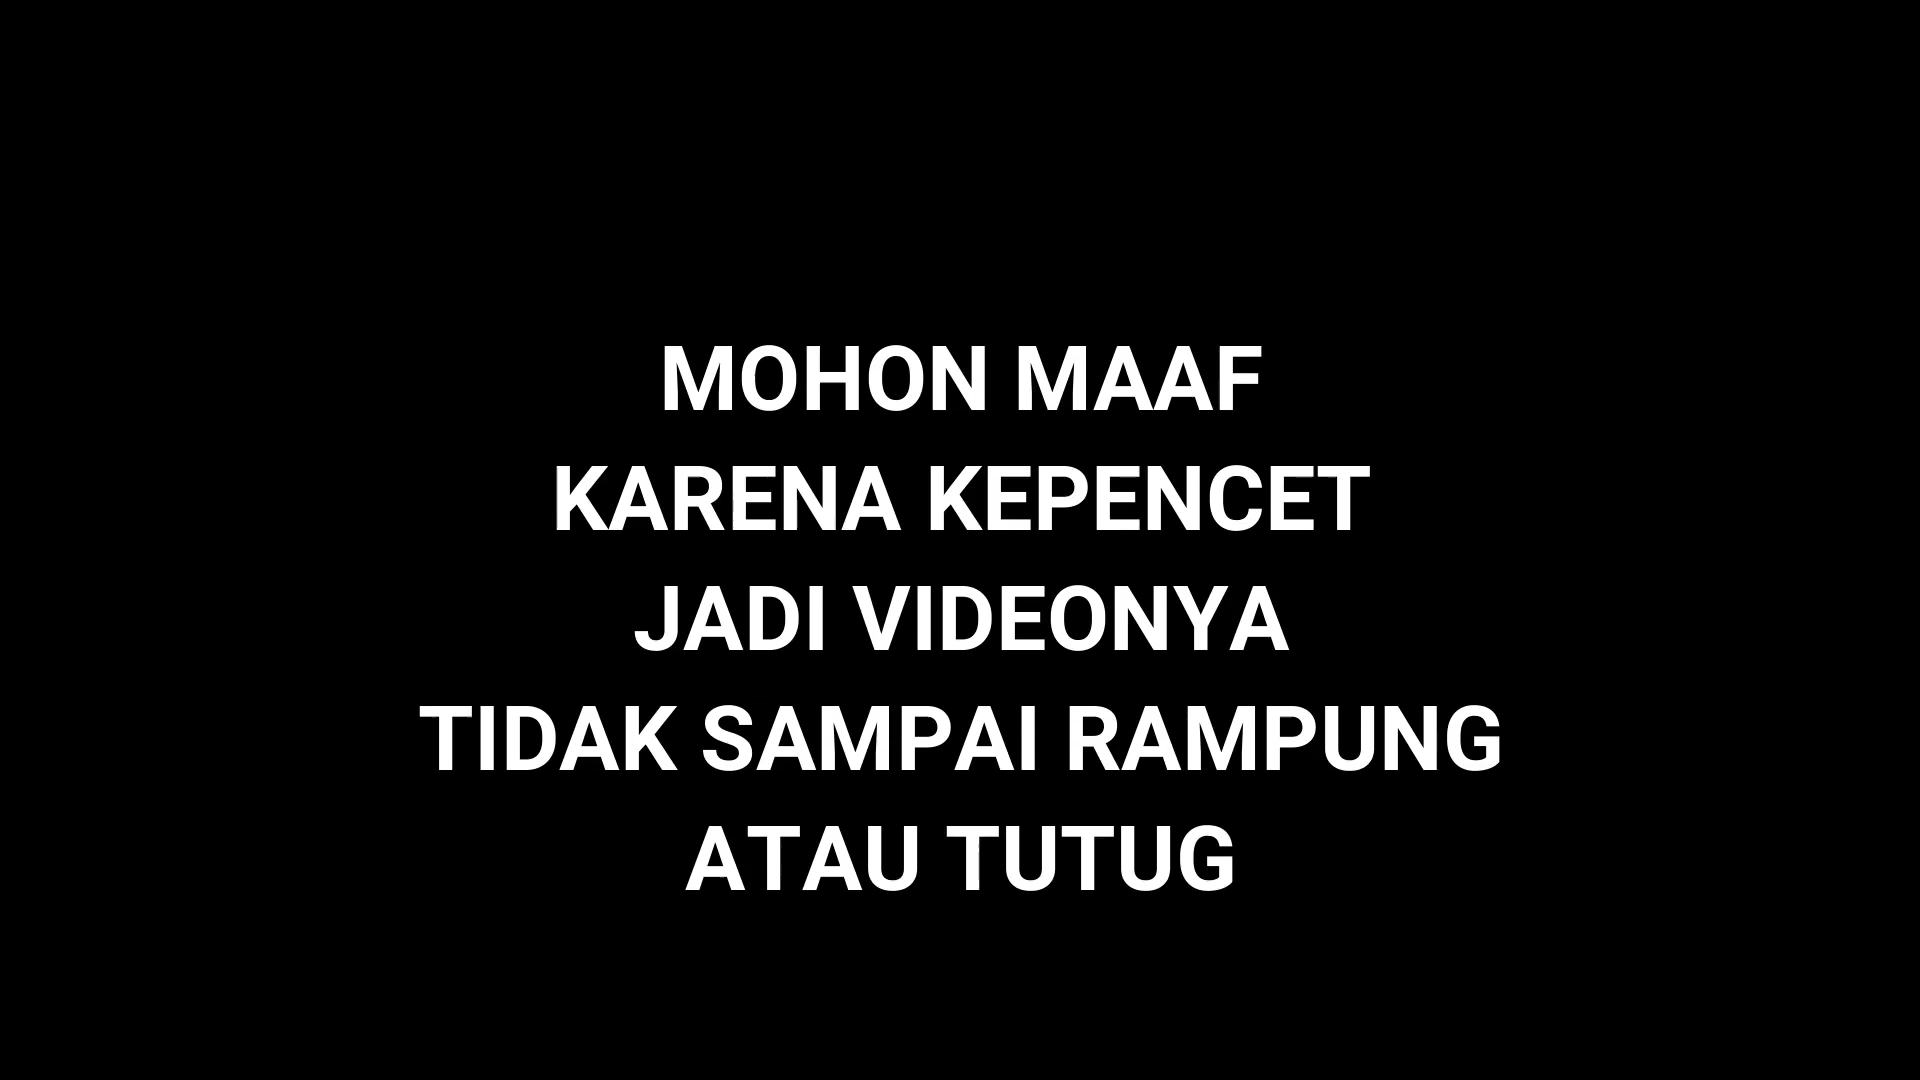 MOHON MAAF
KARENA KEPENCET
JADI VIDEONYA
TIDAK SAMPAI RAMPUNG
ATAU TUTUG